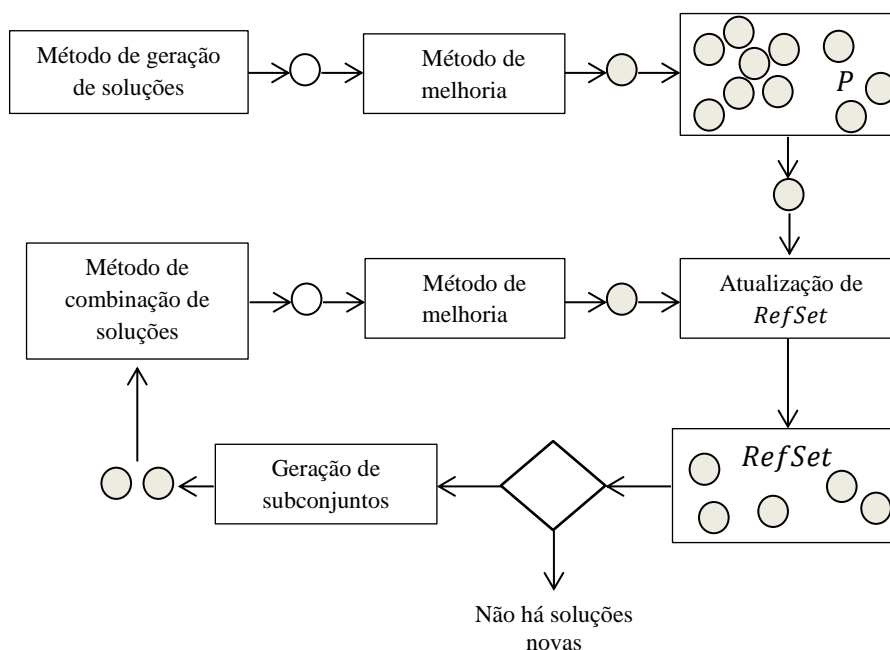 Método de geração
de soluções
Método de
melhoria
P
Método de
combinação de
soluções
Método de
melhoria
Atualização de
RefSet
RefSet
Geração de
subconjuntos
Não há soluções
novas